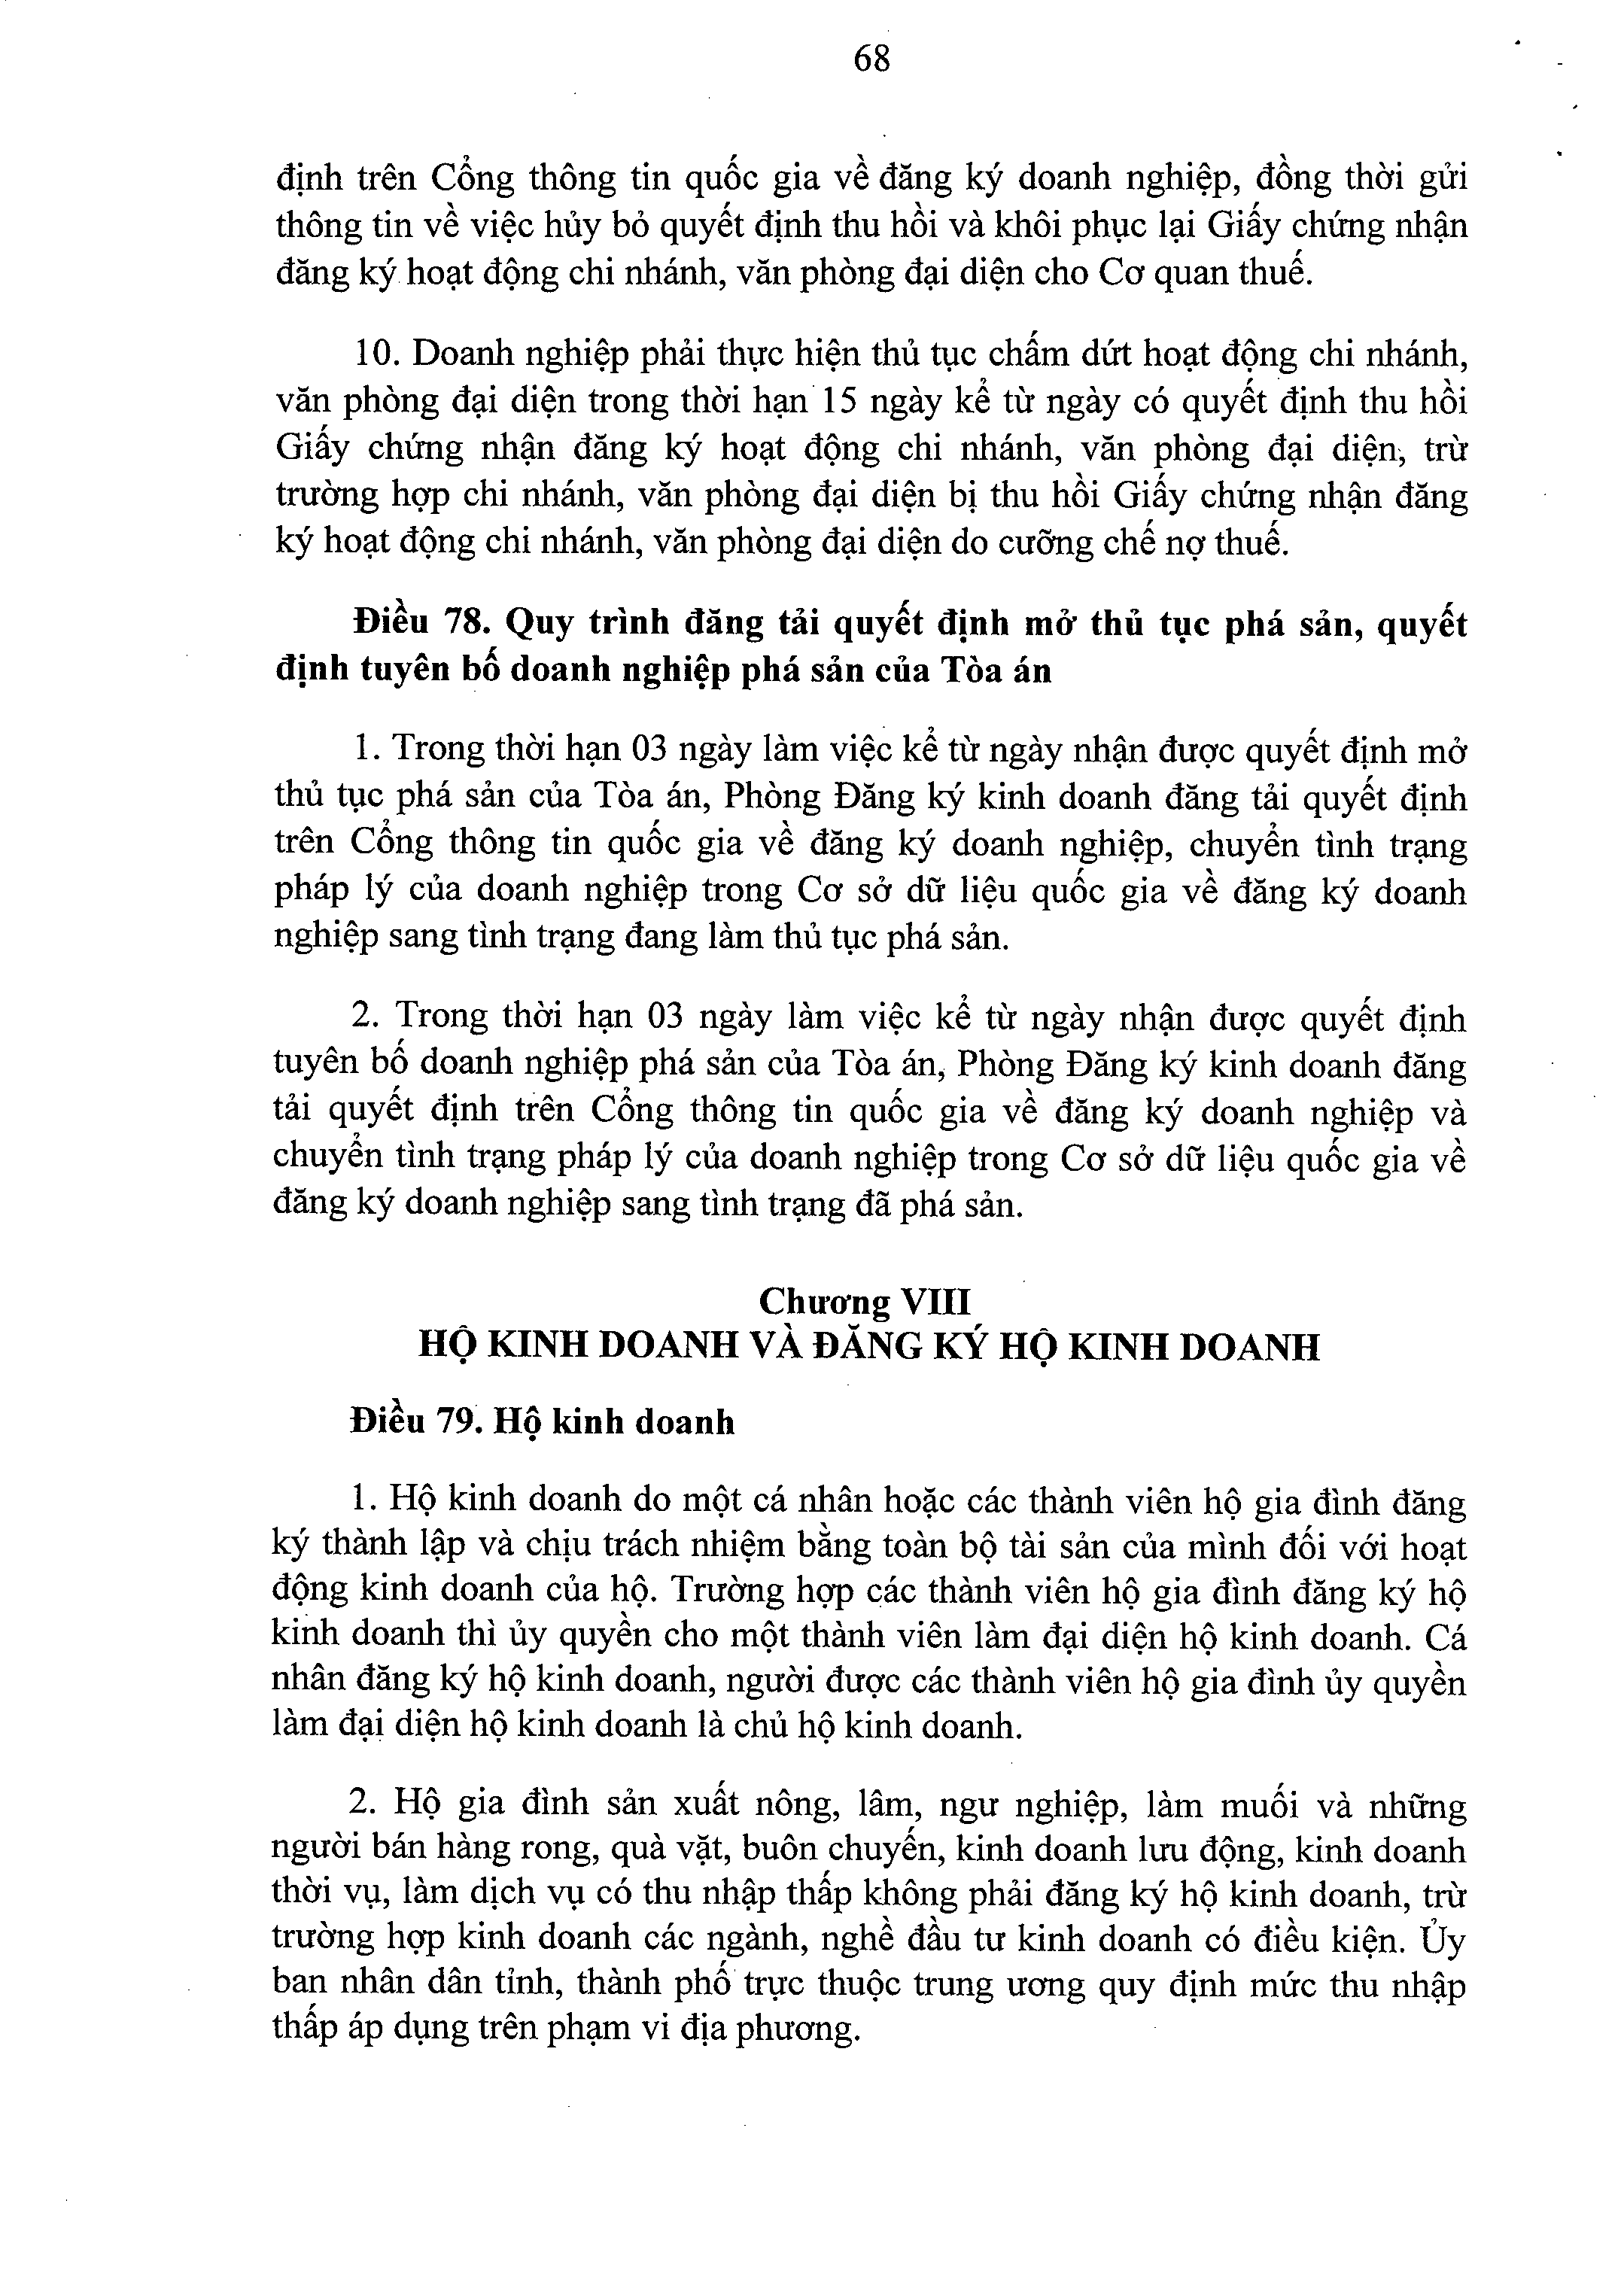 68
định trên Cổng thông tin quốc gia về đăng ký doanh nghiệp, đồng thời gửi
thông tin về việc hủy bỏ quyết định thu hồi và khôi phục lại Giấy chứng nhận
đăng ký hoạt động chi nhánh, văn phòng đại diện cho Cơ quan thuế.
10. Doanh nghiệp phải thực hiện thủ tục chấm dứt hoạt động chi nhánh,
văn phòng đại diện trong thời hạn 15 ngày kể từ ngày có quyết định thu hồi
Giấy chứng nhận đăng ký hoạt động chi nhánh, văn phòng đại diện, trừ
trường hợp chi nhánh, văn phòng đại diện bị thu hồi Giấy chứng nhận đăng
ký hoạt động chi nhánh, văn phòng đại diện do cưỡng chế nợ thuế.
Điều 78. Quy trình đăng tải quyết định mở thủ tục phá sản, quyết
định tuyên bố doanh nghiệp phá sản của Tòa án
1. Trong thời hạn 03 ngày làm việc kể từ ngày nhận được quyết định mở
thủ tục phá sản của Tòa án, Phòng Đăng ký kinh doanh đăng tải quyết định
trên Cổng thông tin quốc gia về đăng ký doanh nghiệp, chuyển tình trạng
pháp lý của doanh nghiệp trong Cơ sở dữ liệu quốc gia về đăng ký doanh
nghiệp sang tình trạng đang làm thủ tục phá sản.
2. Trong thời hạn 03 ngày làm việc kể từ ngày nhận được quyết định
tuyên bố doanh nghiệp phá sản của Tòa án, Phòng Đăng ký kinh doanh đăng
tải quyết định trên Cổng thông tin quốc gia về đăng ký doanh nghiệp và
chuyển tình trạng pháp lý của doanh nghiệp trong Cơ sở dữ liệu quốc gia về
đăng ký doanh nghiệp sang tình trạng đã phá sản.
Chương VIII
HỘ KINH DOANH VÀ ĐĂNG KÝ HỘ KINH DOANH
Điều 79. Hộ kinh doanh
1. Hộ kinh doanh do một cá nhân hoặc các thành viên hộ gia đình đăng
ký thành lập và chịu trách nhiệm bằng toàn bộ tài sản của mình đối với hoạt
động kinh doanh của hộ. Trường hợp các thành viên hộ gia đình đăng ký hộ
kinh doanh thì ủy quyền cho một thành viên làm đại diện hộ kinh doanh. Cá
nhân đăng ký hộ kinh doanh, người được các thành viên hộ gia đình ủy quyền
làm đại diện hộ kinh doanh là chủ hộ kinh doanh.
2. Hộ gia đình sản xuất nông, lâm, ngư nghiệp, làm muối và những
người bán hàng rong, quà vặt, buôn chuyến, kinh doanh lưu động, kinh doanh
thời vụ, làm dịch vụ có thu nhập thấp không phải đăng ký hộ kinh doanh, trừ
trường hợp kinh doanh các ngành, nghề đầu tư kinh doanh có điều kiện. Ủy
ban nhân dân tỉnh, thành phố trực thuộc trung ương quy định mức thu nhập
thấp áp dụng trên phạm vi địa phương.